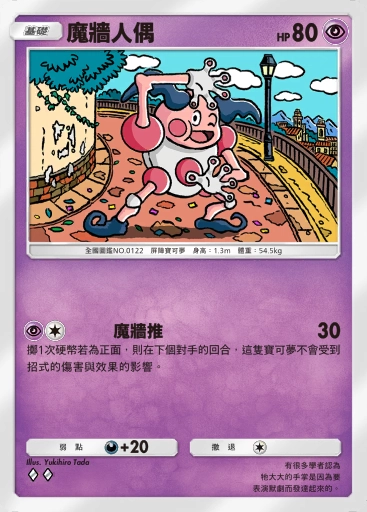 基礎 魔牆人偶 HP 80
全國圖鑑NO.0122 屏障寶可夢 身高：1.3m 體重：54.5kg
魔牆推 30
擲1次硬幣若為正面，則在下個對手的回合，這隻寶可夢不會受到
招式的傷害與效果的影響。
弱點 +20 撤退
Illus. Yukihiro Tada
有很多學者認為
牠大大的手掌是因為要
表演默劇而發達起來的。